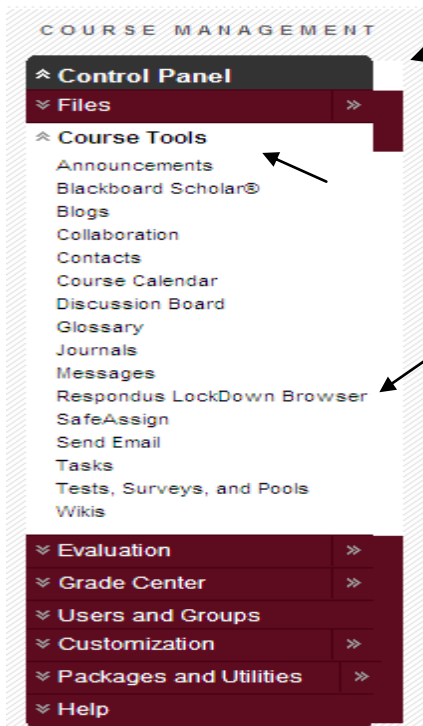 COURSE MANAGEMENT
Control Panel
Files
Course Tools
Announcements
Blackboard Scholar®
Blogs
Collaboration
Contacts
Course Calendar
Discussion Board
Glossary
Journals
Messages
Respondus LockDown Browser
SafeAssign
Send Email
Tasks
Tests, Surveys, and Pools
Wikis
Evaluation
Grade Center
Users and Groups
Customization
Packages and Utilities
Help